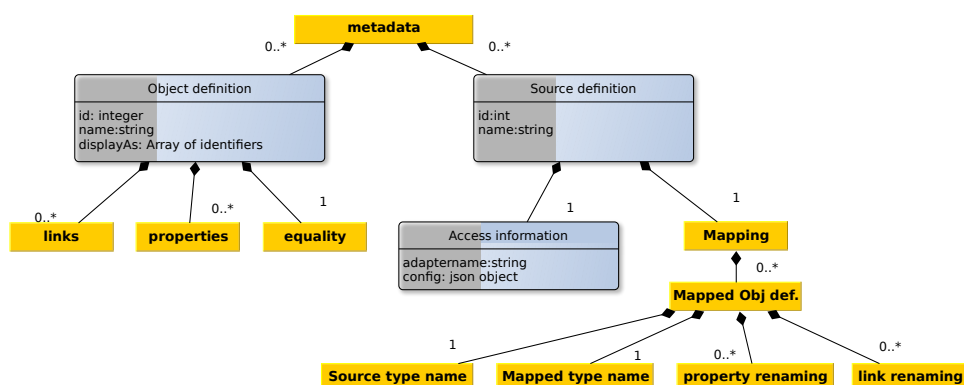 metadata
0..*
0..*
Object definition
id: integer
name:string
displayAs: Array of identifiers
Source definition
id:int
name:string
0..*
0..*
1
1
1
links
properties
equality
Access information
adaptername:string
config: json object
Mapping
0..*
Mapped Obj def.
1
1
0..*
0..*
Source type name
Mapped type name
property renaming
link renaming